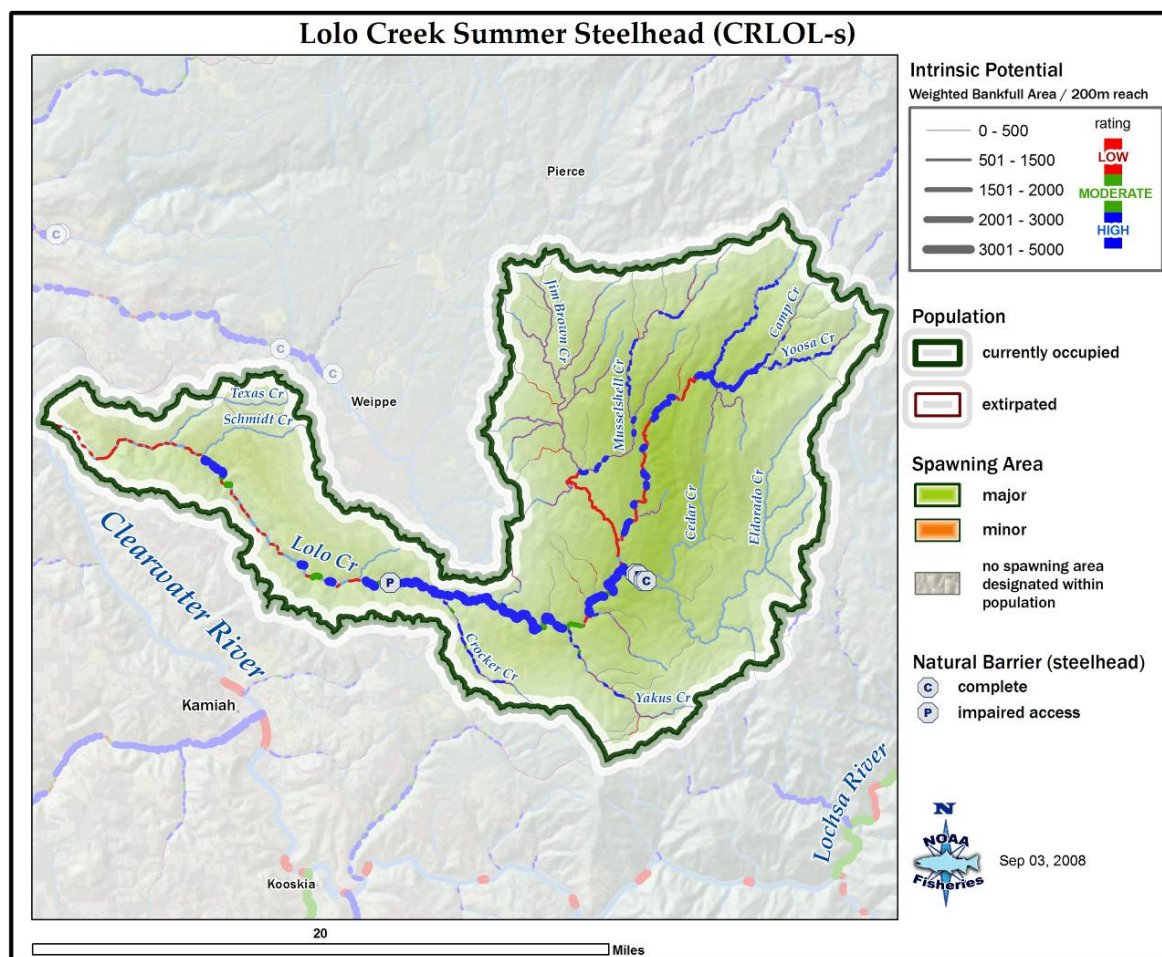 Lolo Creek Summer Steelhead (CRLOL-s)
Pierce
Jim Brown Cr
Musselshell Cr
Camp Cr
Yoosa Cr
C
C
C
Weippe
Texas Cr
Schmidt Cr
Cedar Cr
Eldorado Cr
Lolo Cr
P
C
Clearwater River
Crocker Cr
Yakus Cr
Kamiah
Lochsa River
Kooskia
20
Miles
Intrinsic Potential
Weighted Bankfull Area / 200m reach
rating
0 - 500
501 - 1500
1501 - 2000
2001 - 3000
3001 - 5000
LOW
MODERATE
HIGH
Population
currently occupied
extirpated
Spawning Area
major
minor
no spawning area
designated within
population
Natural Barrier (steelhead)
C complete
P impaired access
N
NOAA
Fisheries
Sep 03, 2008